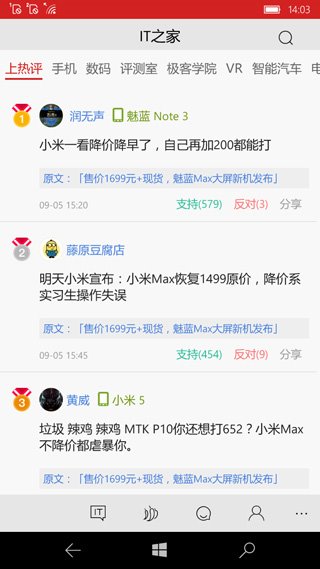 14:03
IT之家
上热评 手机 数码 评测室 极客学院 VR 智能汽车
1 润无声 魅蓝 Note 3
小米一看降价降早了，自己再加200都能打
原文：「售价1699元+现货，魅蓝Max大屏新机发布」
09-05 15:20 支持(579) 反对(3) 分享
2 藤原豆腐店
明天小米宣布：小米Max恢复1499原价，降价系
实习生操作失误
原文：「售价1699元+现货，魅蓝Max大屏新机发布」
09-05 15:45 支持(454) 反对(9) 分享
3 黄威 小米 5
垃圾 辣鸡 辣鸡 MTK P10你还想打652？小米Max
不降价都虐暴你。
原文：「售价1699元+现货，魅蓝Max大屏新机发布」
IT